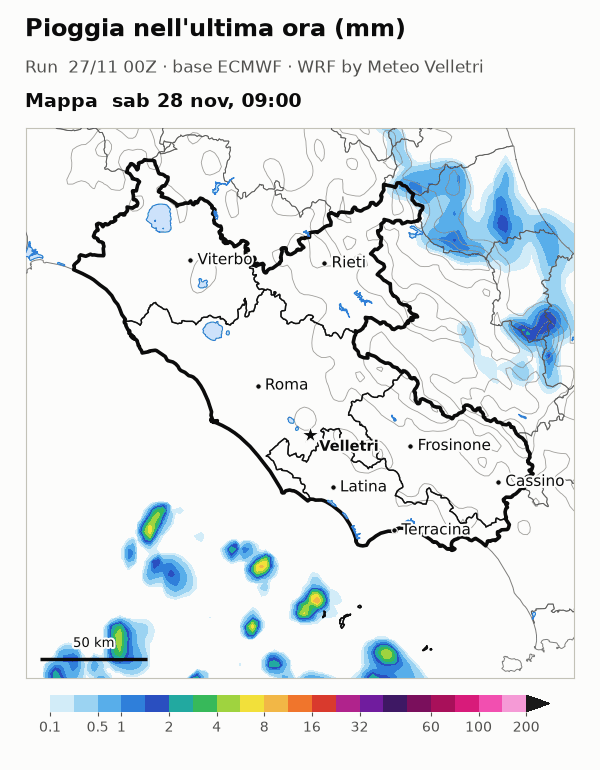 Pioggia nell'ultima ora (mm)
Run  27/11 00Z · base ECMWF · WRF by Meteo Velletri
Mappa  sab 28 nov, 09:00
Viterbo
Rieti
Roma
Velletri
Frosinone
Latina
Cassino
Terracina
50 km
0.1 0.5 1 2 4 8 16 32 60 100 200